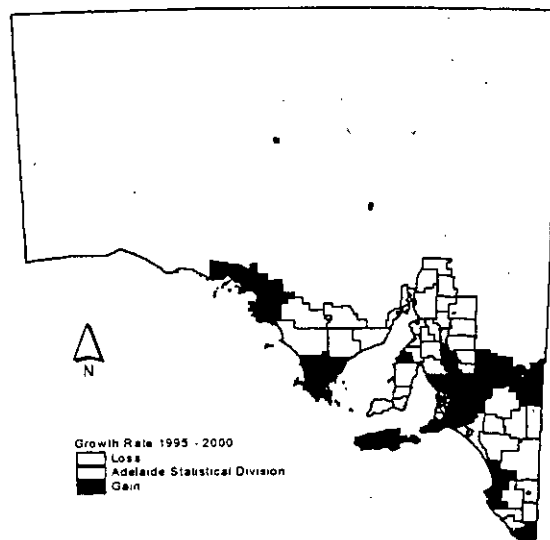 N
Growth Rate 1995 - 2000
Loss
Adelaide Statistical Division
Gain